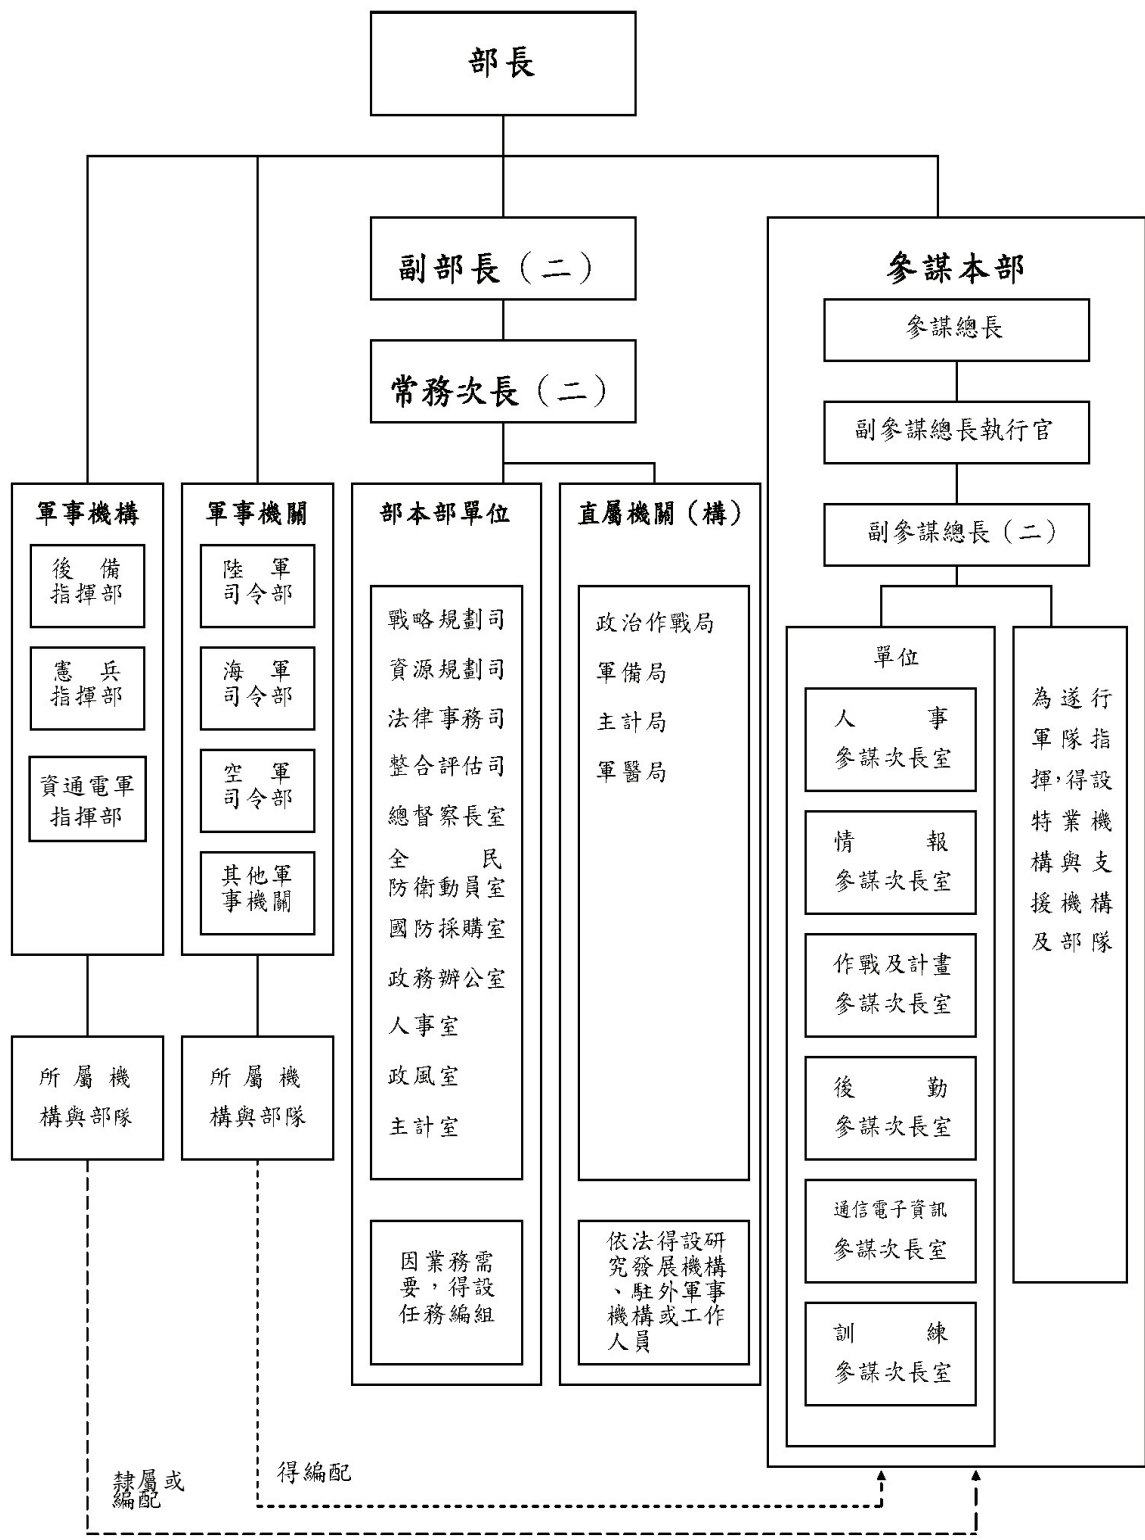 部長
副部長（二）
常務次長（二）
軍事機構
後備
指揮部
憲兵
指揮部
資通電軍
指揮部
所屬機
構與部隊
軍事機關
陸軍
司令部
海軍
司令部
空軍
司令部
其他軍
事機關
所屬機
構與部隊
部本部單位
戰略規劃司
資源規劃司
法律事務司
整合評估司
總督察長室
全民
防衛動員室
國防採購室
政務辦公室
人事室
政風室
主計室
因業務需
要，得設
任務編組
直屬機關（構）
政治作戰局
軍備局
主計局
軍醫局
依法得設研
究發展機構
、駐外軍事
機構或工作
人員
參謀本部
參謀總長
副參謀總長執行官
副參謀總長（二）
單位
人事
參謀次長室
情報
參謀次長室
作戰及計畫
參謀次長室
後勤
參謀次長室
通信電子資訊
參謀次長室
訓練
參謀次長室
為遂行
軍隊指
揮，得設
特業機
構與支
援機構
及部隊
隸屬或
編配
得編配